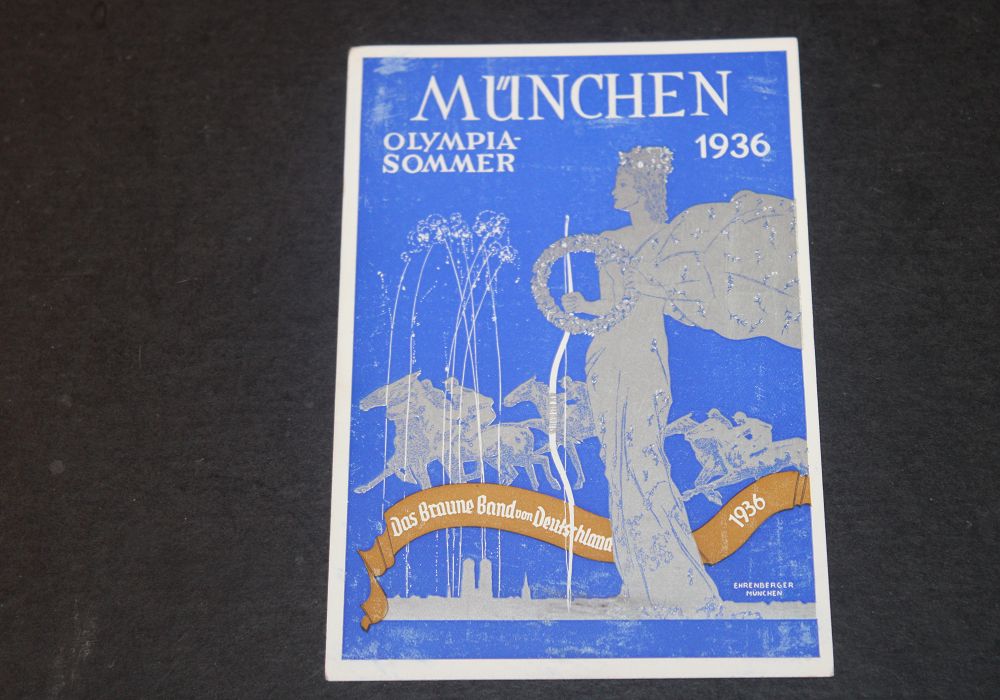 MÜNCHEN
OLYMPIA-
SOMMER
1936
Das Braune Band von Deutschland
1936
EHRENBERGER
MÜNCHEN